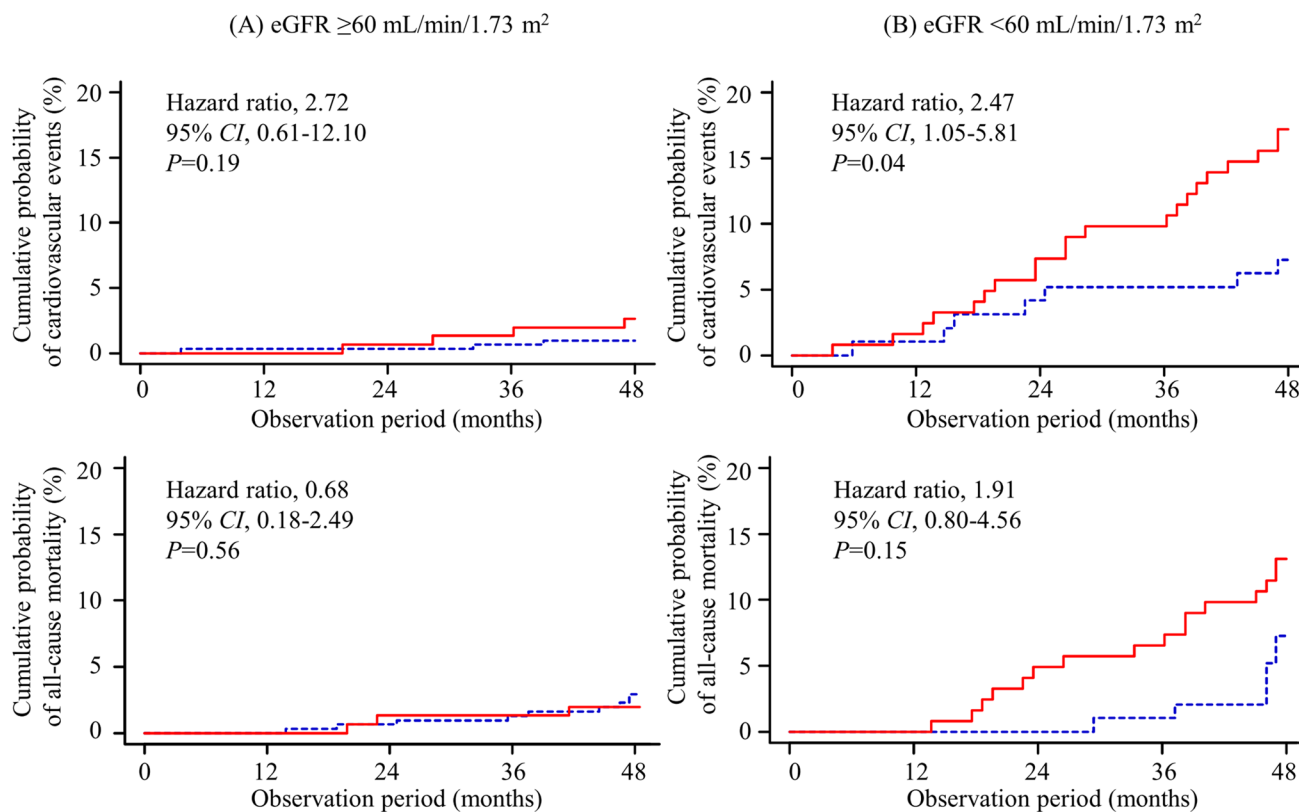 (A) eGFR ≥60 mL/min/1.73 m²
(B) eGFR <60 mL/min/1.73 m²
Cumulative probability
of cardiovascular events (%)
20
15
10
5
0
Hazard ratio, 2.72
95% CI, 0.61-12.10
P=0.19
0 12 24 36 48
Observation period (months)
Cumulative probability
of cardiovascular events (%)
20
15
10
5
0
Hazard ratio, 2.47
95% CI, 1.05-5.81
P=0.04
0 12 24 36 48
Observation period (months)
Cumulative probability
of all-cause mortality (%)
20
15
10
5
0
Hazard ratio, 0.68
95% CI, 0.18-2.49
P=0.56
0 12 24 36 48
Observation period (months)
Cumulative probability
of all-cause mortality (%)
20
15
10
5
0
Hazard ratio, 1.91
95% CI, 0.80-4.56
P=0.15
0 12 24 36 48
Observation period (months)